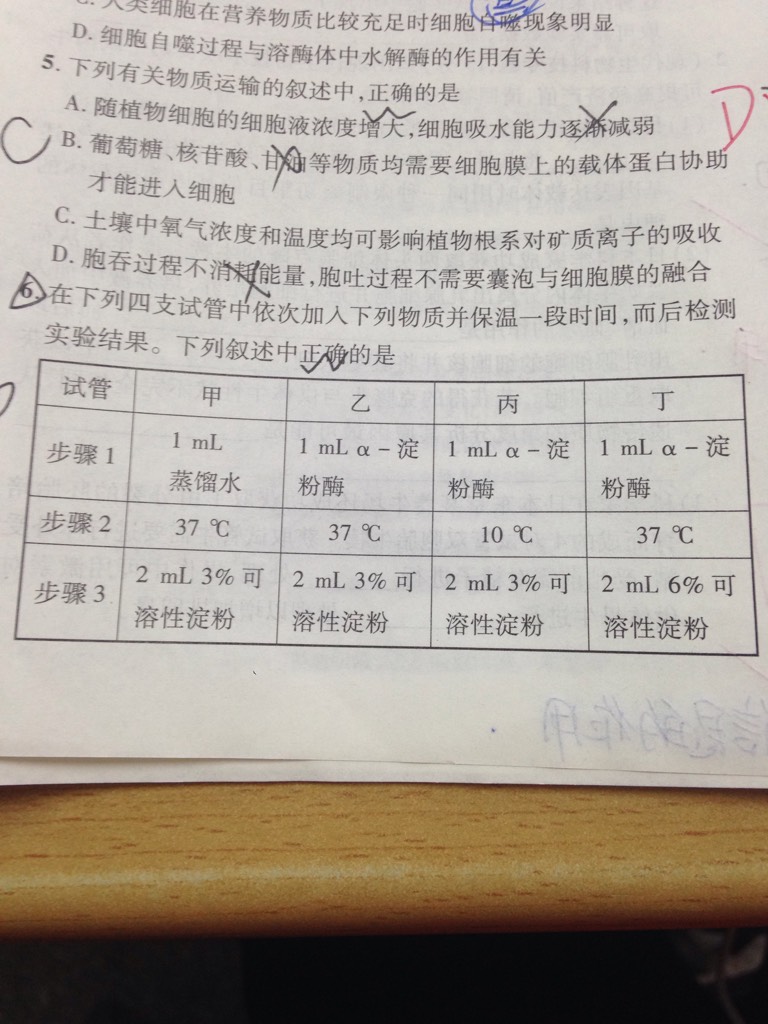 C. 人类细胞在营养物质比较充足时细胞自噬现象明显
D. 细胞自噬过程与溶酶体中水解酶的作用有关
5. 下列有关物质运输的叙述中,正确的是
A. 随植物细胞的细胞液浓度增大,细胞吸水能力逐渐减弱
D
C
B. 葡萄糖、核苷酸、甘油等物质均需要细胞膜上的载体蛋白协助
才能进入细胞
C. 土壤中氧气浓度和温度均可影响植物根系对矿质离子的吸收
D. 胞吞过程不消耗能量,胞吐过程不需要囊泡与细胞膜的融合
6. 在下列四支试管中依次加入下列物质并保温一段时间,而后检测
实验结果。下列叙述中正确的是
试管 甲 乙 丙 丁
步骤1 1 mL 蒸馏水 1 mL α-淀粉酶 1 mL α-淀粉酶 1 mL α-淀粉酶
步骤2 37 ℃ 37 ℃ 10 ℃ 37 ℃
步骤3 2 mL 3% 可溶性淀粉 2 mL 3% 可溶性淀粉 2 mL 3% 可溶性淀粉 2 mL 6% 可溶性淀粉